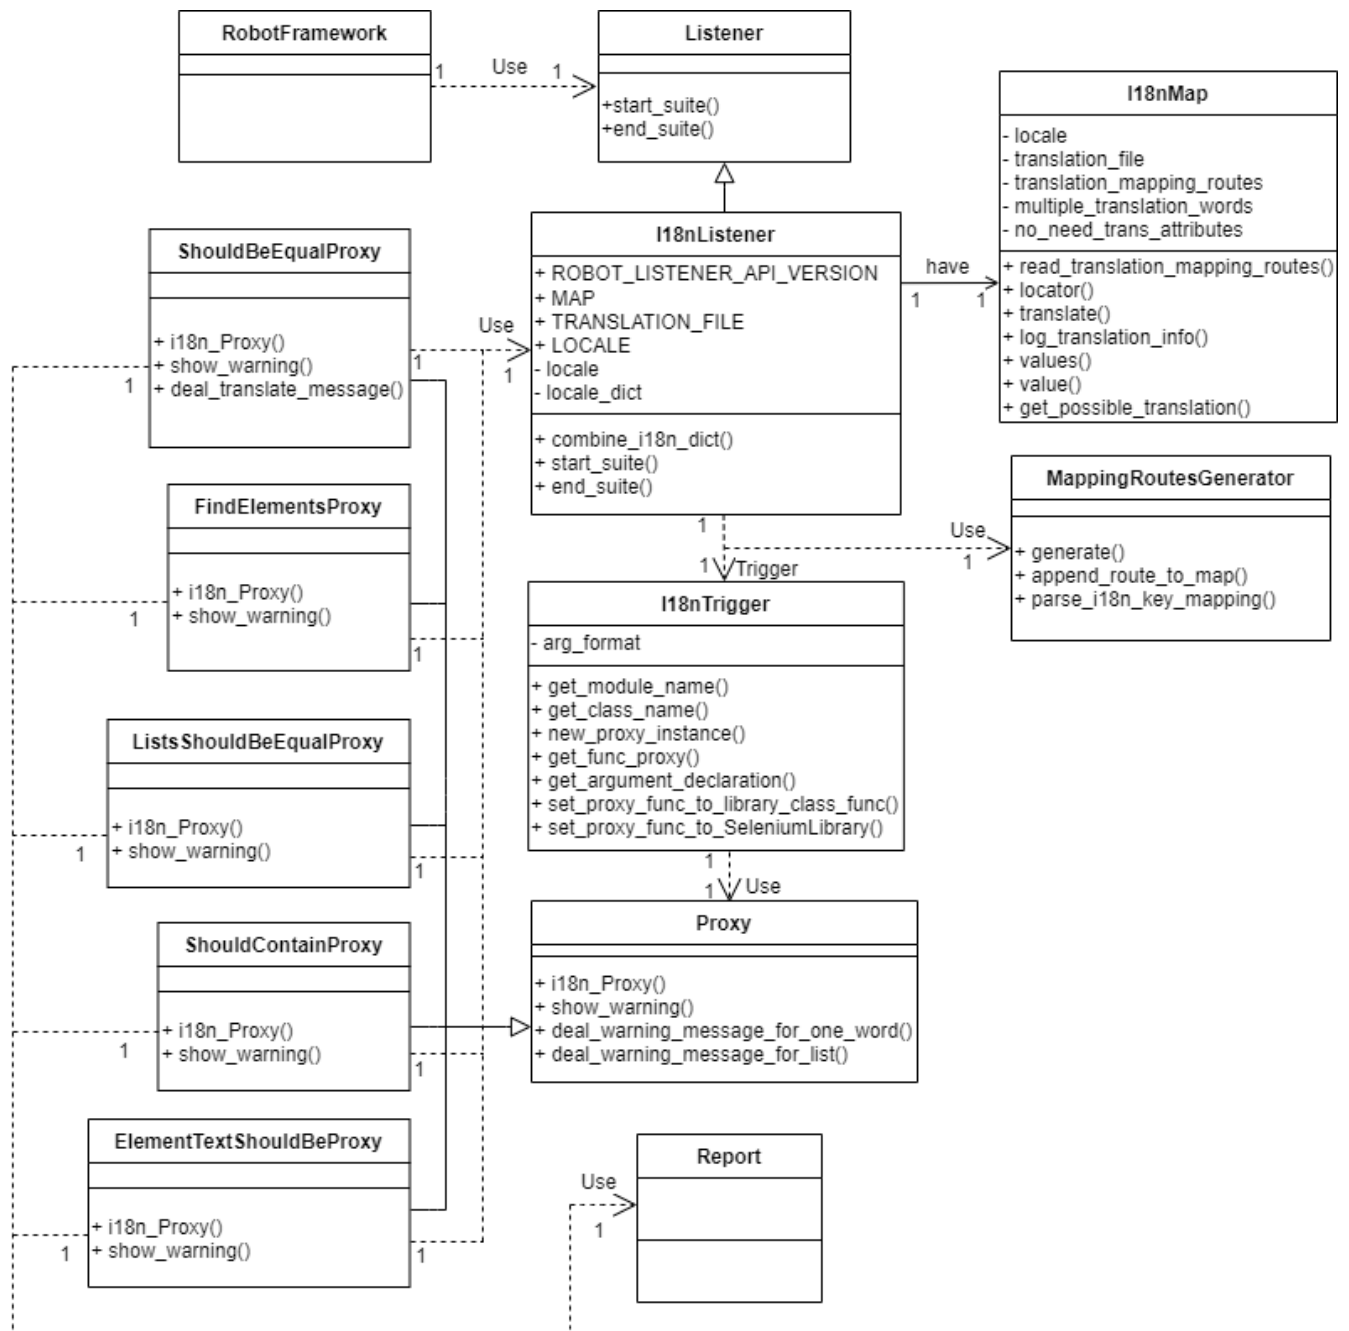 RobotFramework
1
Use
1
Listener
+start_suite()
+end_suite()
I18nMap
- locale
- translation_file
- translation_mapping_routes
- multiple_translation_words
- no_need_trans_attributes
+ read_translation_mapping_routes()
+ locator()
+ translate()
+ log_translation_info()
+ values()
+ value()
+ get_possible_translation()
ShouldBeEqualProxy
+ i18n_Proxy()
+ show_warning()
+ deal_translate_message()
1
1
Use
1
I18nListener
+ ROBOT_LISTENER_API_VERSION
+ MAP
+ TRANSLATION_FILE
+ LOCALE
- locale
- locale_dict
+ combine_i18n_dict()
+ start_suite()
+ end_suite()
have
1
1
MappingRoutesGenerator
+ generate()
+ append_route_to_map()
+ parse_i18n_key_mapping()
1
Use
1
1
Trigger
FindElementsProxy
+ i18n_Proxy()
+ show_warning()
1
1
I18nTrigger
- arg_format
+ get_module_name()
+ get_class_name()
+ new_proxy_instance()
+ get_func_proxy()
+ get_argument_declaration()
+ set_proxy_func_to_library_class_func()
+ set_proxy_func_to_SeleniumLibrary()
ListsShouldBeEqualProxy
+ i18n_Proxy()
+ show_warning()
1
1
1
1
Use
Proxy
+ i18n_Proxy()
+ show_warning()
+ deal_warning_message_for_one_word()
+ deal_warning_message_for_list()
ShouldContainProxy
+ i18n_Proxy()
+ show_warning()
1
1
ElementTextShouldBeProxy
+ i18n_Proxy()
+ show_warning()
1
1
Use
1
Report